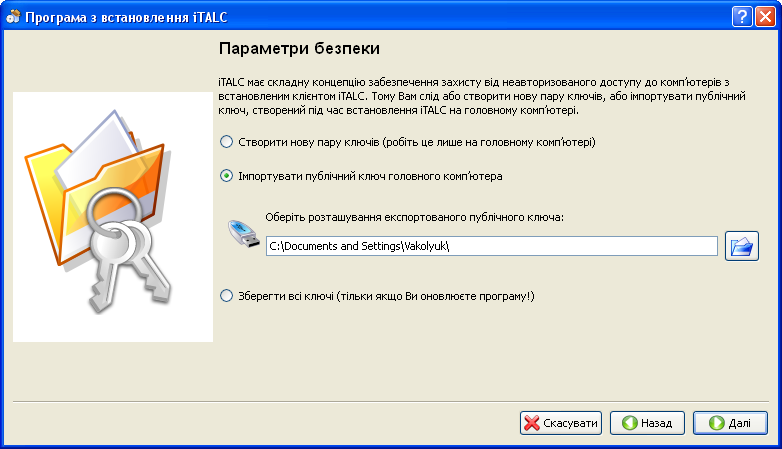 Програма з встановлення iTALC
Параметри безпеки
iTALC має складну концепцію забезпечення захисту від неавторизованого доступу до комп'ютерів з
встановленим клієнтом iTALC. Тому Вам слід або створити нову пару ключів, або імпортувати публічний
ключ, створений під час встановлення iTALC на головному комп'ютері.
Створити нову пару ключів (робіть це лише на головному комп'ютері)
Імпортувати публічний ключ головного комп'ютера
Оберіть розташування експортованого публічного ключа:
C:\Documents and Settings\Vakolyuk\
Зберегти всі ключі (тільки якщо Ви оновлюєте програму!)
Скасувати
Назад
Далі